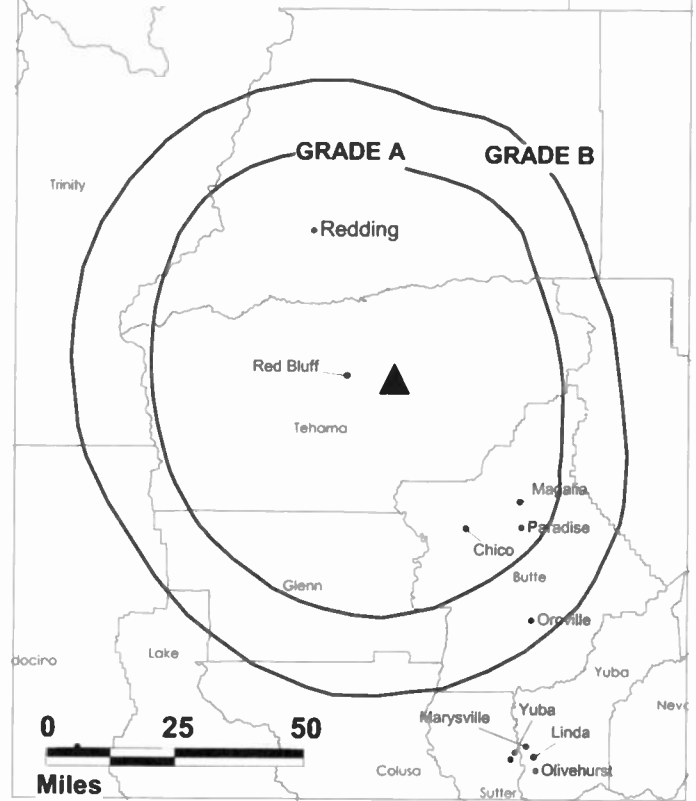 GRADE A
GRADE B
Trinity
Redding
Red Bluff
Tehama
Magalia
Paradise
Chico
Glenn
Butte
Oroville
docino
Lake
Yuba
Neva
Marysville
Yuba
Linda
Olivehurst
Colusa
Sutter
0 25 50
Miles